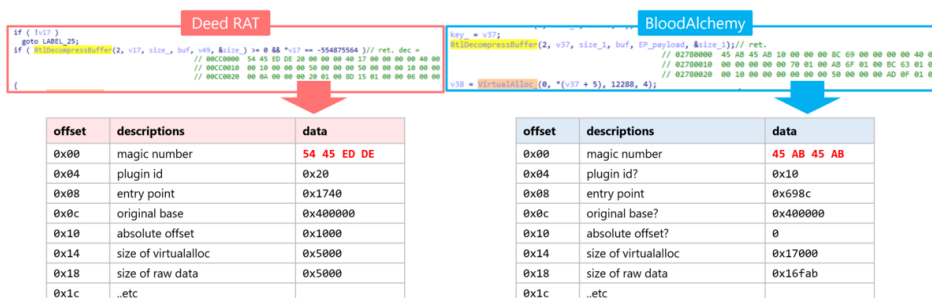 Deed RAT
if ( !v17 )
goto LABEL_25;
if ( RtlDecompressBuffer(2, v17, size_, buf, v49, &size_) >= 0 && *v17 == -554875564 )// ret. dec =
// 00CC0000 54 45 ED DE 20 00 00 00 40 17 00 00 00 00 40 00
// 00CC0010 00 10 00 00 00 50 00 00 00 50 00 00 00 10 00 00
// 00CC0020 00 0A 00 00 00 20 01 00 8D 15 01 00 00 06 00 00
{
offset descriptions data
0x00 magic number 54 45 ED DE
0x04 plugin id 0x20
0x08 entry point 0x1740
0x0c original base 0x400000
0x10 absolute offset 0x1000
0x14 size of virtualalloc 0x5000
0x18 size of raw data 0x5000
0x1c ..etc
BloodAlchemy
key_ = v37;
RtlDecompressBuffer(2, v37, size_1, buf, EP_payload, &size_1);// ret.
// 02780000 45 AB 45 AB 10 00 00 00 8C 69 00 00 00 00 40 0
// 02780010 00 00 00 00 00 70 01 00 AB 6F 01 00 BC 63 01 0
// 02780020 00 10 00 00 00 00 00 00 50 00 00 00 AD 0F 01 0
v38 = VirtualAlloc_(0, *(v37 + 5), 12288, 4);
offset descriptions data
0x00 magic number 45 AB 45 AB
0x04 plugin id? 0x10
0x08 entry point 0x698c
0x0c original base? 0x400000
0x10 absolute offset? 0
0x14 size of virtualalloc 0x17000
0x18 size of raw data 0x16fab
0x1c ..etc